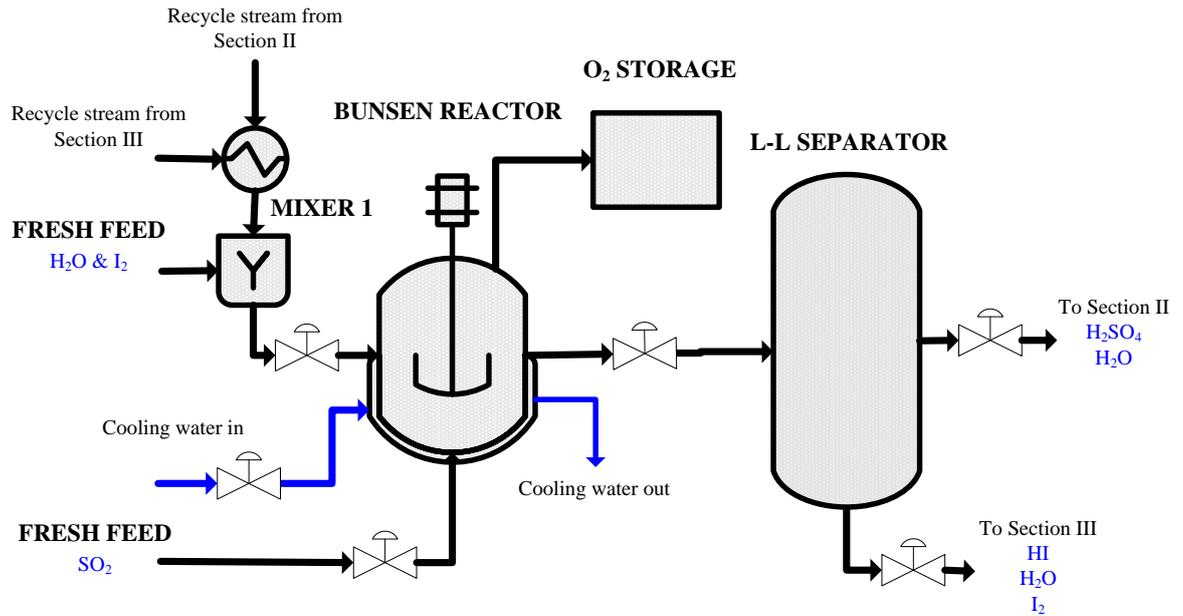 Recycle stream from
Section II
O₂ STORAGE
Recycle stream from
Section III
BUNSEN REACTOR
L-L SEPARATOR
MIXER 1
FRESH FEED
H₂O & I₂
To Section II
H₂SO₄
H₂O
Cooling water in
Cooling water out
FRESH FEED
SO₂
To Section III
HI
H₂O
I₂